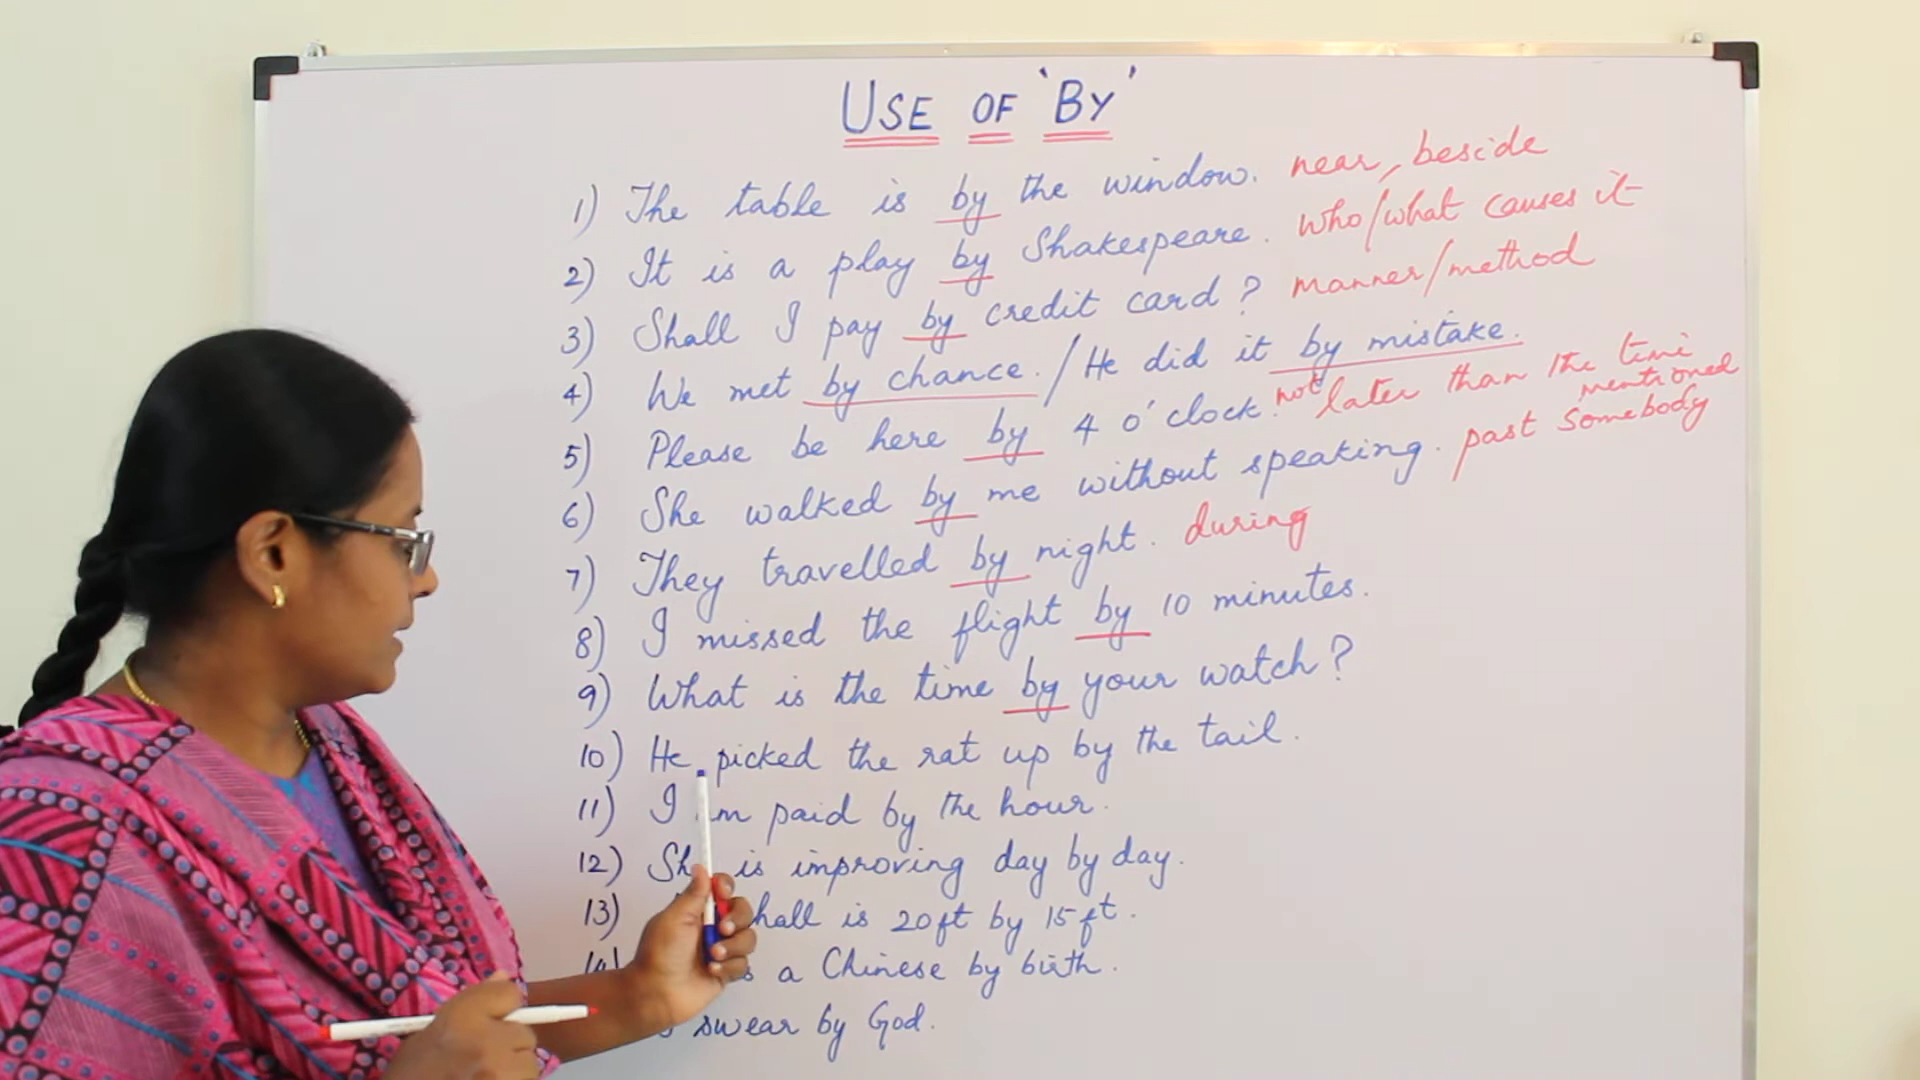 USE OF 'BY'
1) The table is by the window. near, beside
2) It is a play by Shakespeare. who/what causes it
3) Shall I pay by credit card? manner/method
4) We met by chance. / He did it by mistake.
5) Please be here by 4 o'clock. not later than the time mentioned
6) She walked by me without speaking. past somebody
7) They travelled by night. during
8) I missed the flight by 10 minutes.
9) What is the time by your watch?
10) He picked the rat up by the tail.
11) I m paid by the hour.
12) Sh is improving day by day.
13) hall is 20ft by 15ft.
14) s a Chinese by birth.
swear by God.